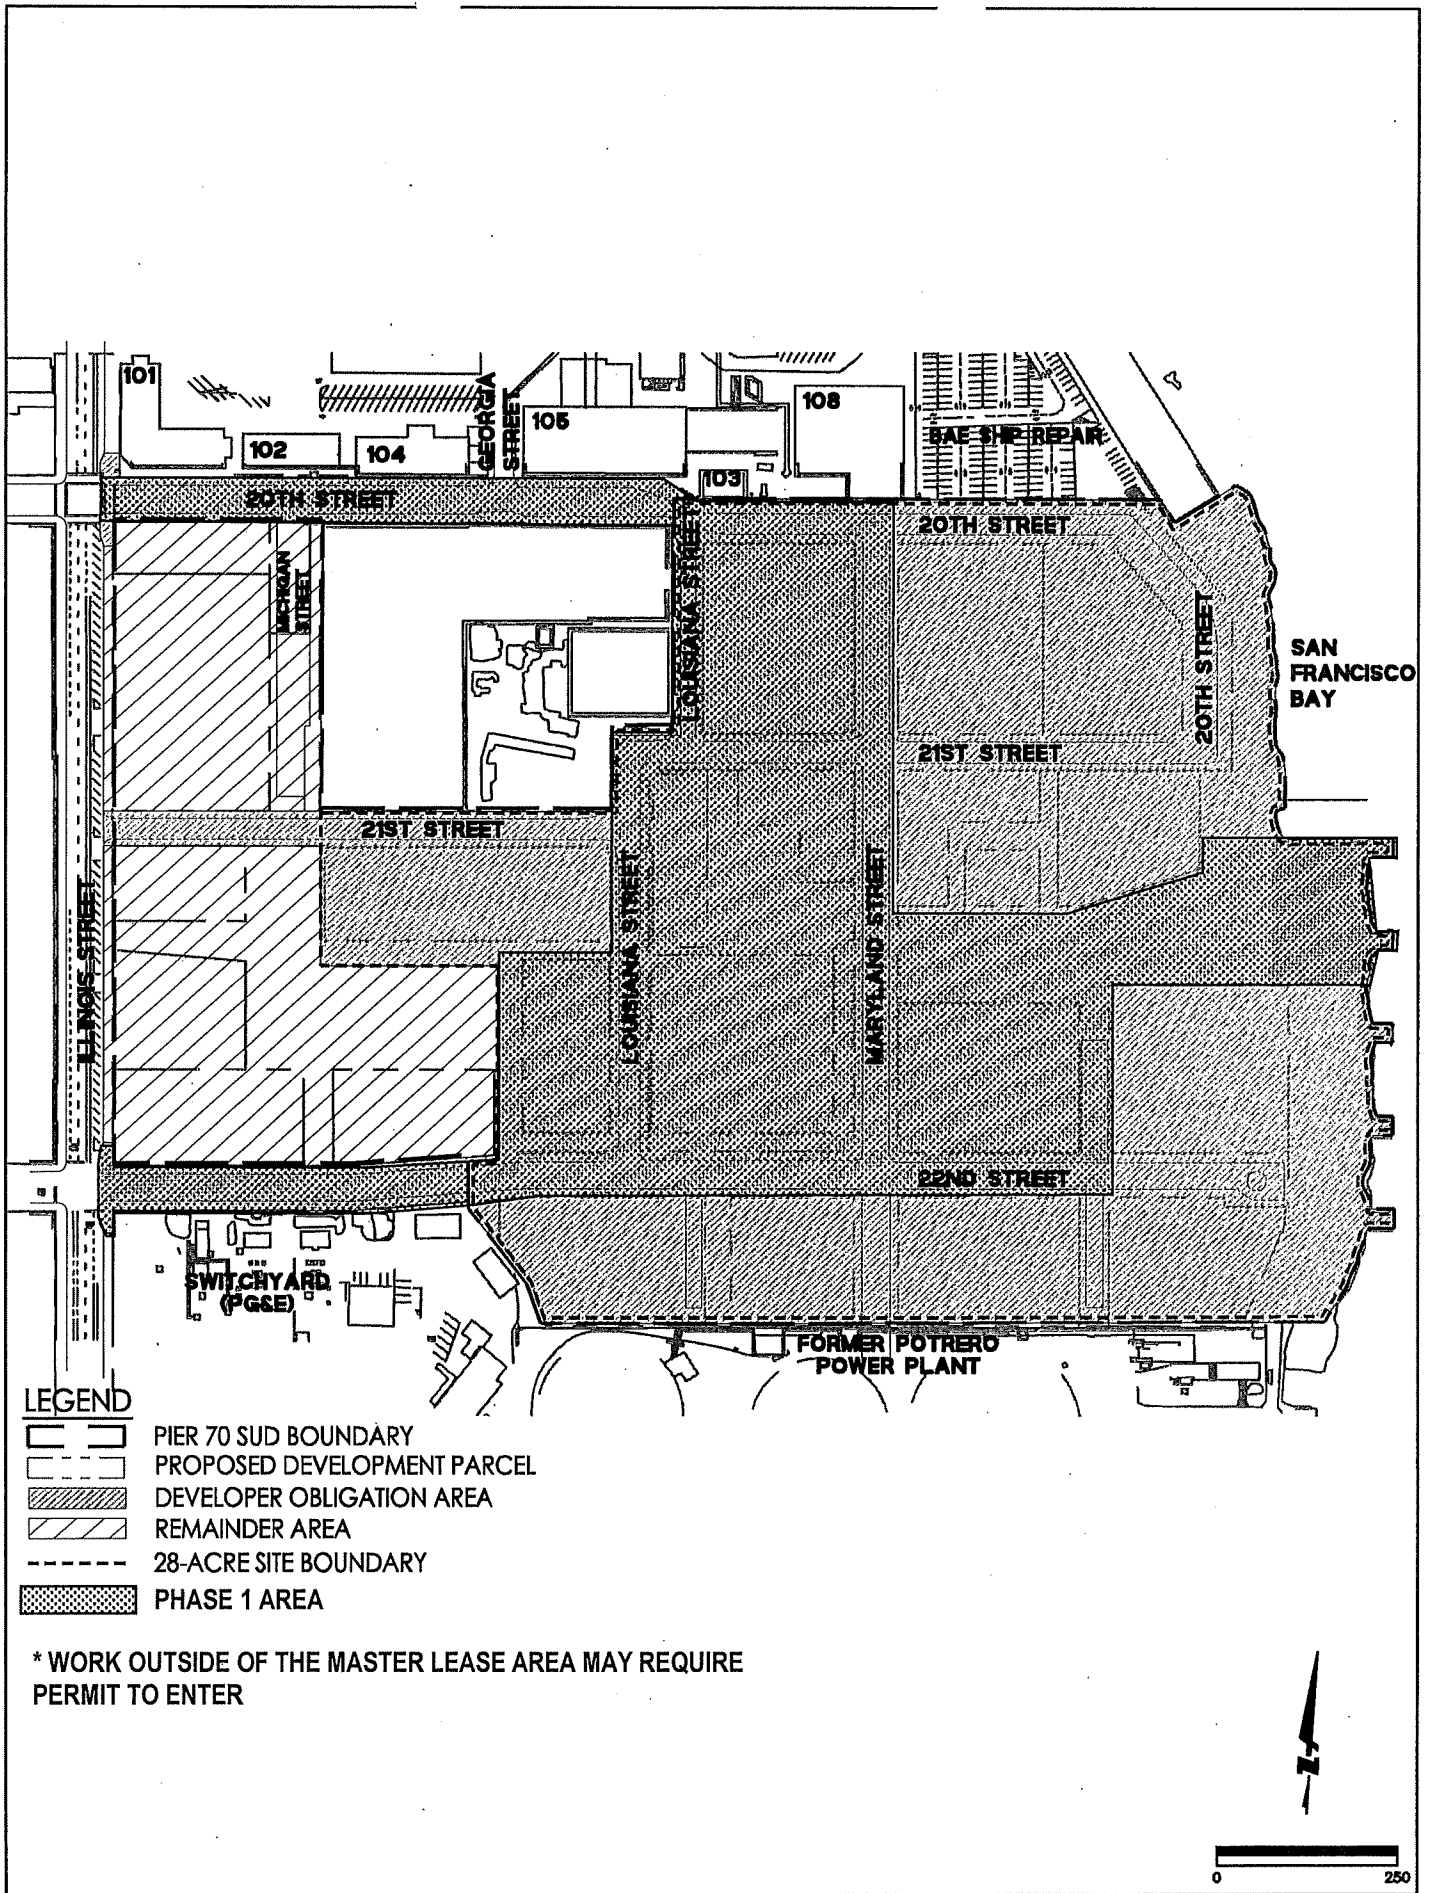 101
102
104
GEORGIA
STREET
105
108
103
BAE SHIP REPAIR
20TH STREET
20TH STREET
MICHIGAN
STREET
LOUISIANA STREET
20TH STREET
SAN
FRANCISCO
BAY
21ST STREET
21ST STREET
ILLINOIS STREET
LOUISIANA STREET
MARYLAND STREET
22ND STREET
SWITCHYARD
(PG&E)
FORMER POTRERO
POWER PLANT
LEGEND
PIER 70 SUD BOUNDARY
PROPOSED DEVELOPMENT PARCEL
DEVELOPER OBLIGATION AREA
REMAINDER AREA
28-ACRE SITE BOUNDARY
PHASE 1 AREA
* WORK OUTSIDE OF THE MASTER LEASE AREA MAY REQUIRE
PERMIT TO ENTER
N
0 250